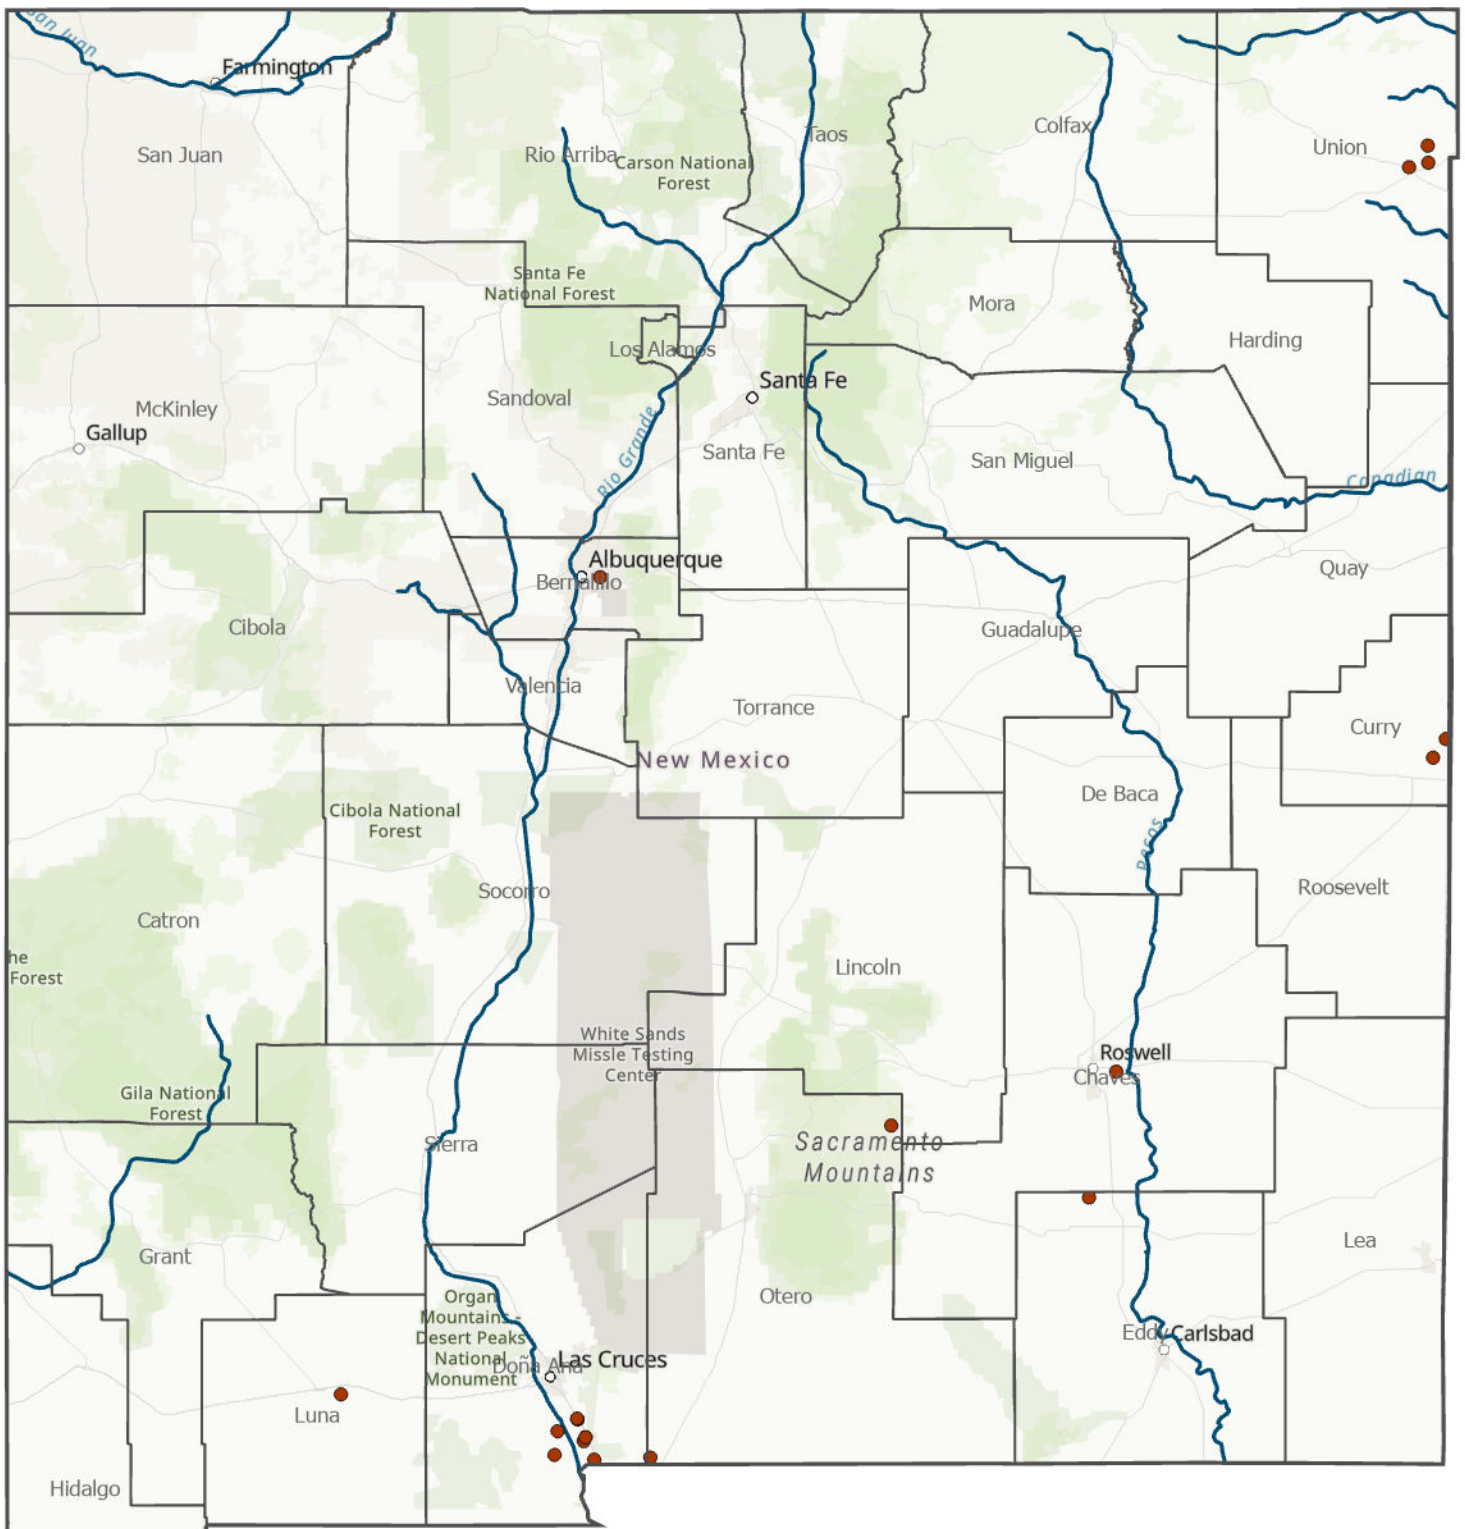 San Juan
Farmington
San Juan
Rio Arriba
Carson National
Forest
Taos
Colfax
Union
Santa Fe
National Forest
Mora
Harding
Los Alamos
Santa Fe
Sandoval
McKinley
Gallup
Rio Grande
Santa Fe
San Miguel
Canadian
Albuquerque
Bernalillo
Quay
Cibola
Guadalupe
Valencia
Torrance
Curry
New Mexico
Cibola National
Forest
De Baca
Pecos
Socorro
Roosevelt
Catron
he
Forest
Lincoln
White Sands
Missle Testing
Center
Roswell
Chaves
Gila National
Forest
Sierra
Sacramento
Mountains
Grant
Lea
Otero
Organ
Mountains -
Desert Peaks
National
Monument
Doña Ana
Las Cruces
Eddy
Carlsbad
Luna
Hidalgo